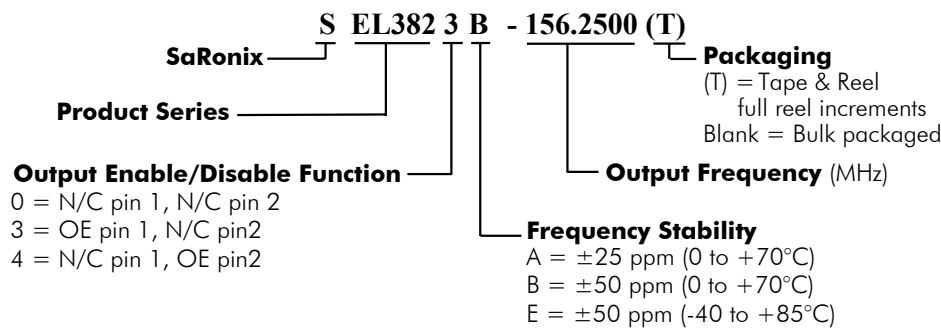 S EL382 3 B - 156.2500 (T)
SaRonix
Packaging
(T) = Tape & Reel
full reel increments
Blank = Bulk packaged
Product Series
Output Enable/Disable Function
0 = N/C pin 1, N/C pin 2
3 = OE pin 1, N/C pin2
4 = N/C pin 1, OE pin2
Output Frequency (MHz)
Frequency Stability
A = ±25 ppm (0 to +70°C)
B = ±50 ppm (0 to +70°C)
E = ±50 ppm (-40 to +85°C)